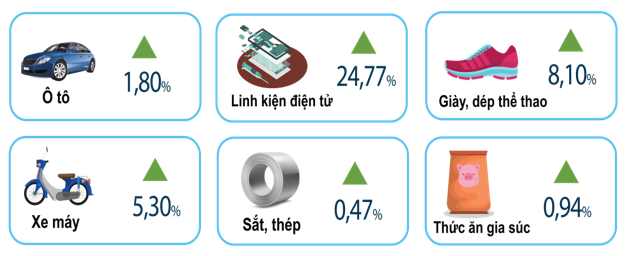 1,80%
Ô tô
24,77%
Linh kiện điện tử
8,10%
Giày, dép thể thao
5,30%
Xe máy
0,47%
Sắt, thép
0,94%
Thức ăn gia súc